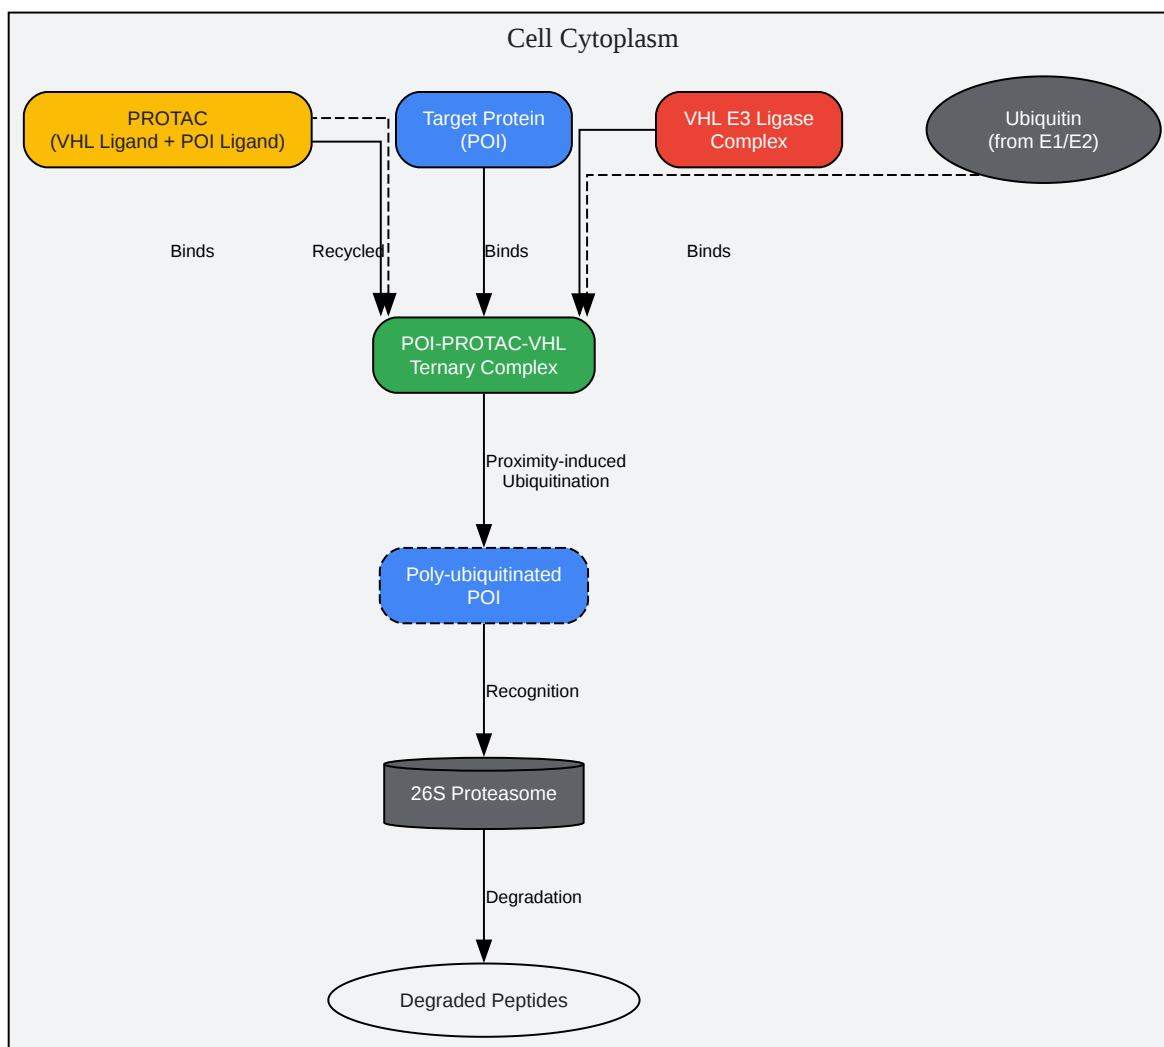 Cell Cytoplasm
PROTAC
(VHL Ligand + POI Ligand)
Target Protein
(POI)
VHL E3 Ligase
Complex
Ubiquitin
(from E1/E2)
Binds
Recycled
Binds
Binds
POI-PROTAC-VHL
Ternary Complex
Proximity-induced
Ubiquitination
Poly-ubiquitinated
POI
Recognition
26S Proteasome
Degradation
Degraded Peptides